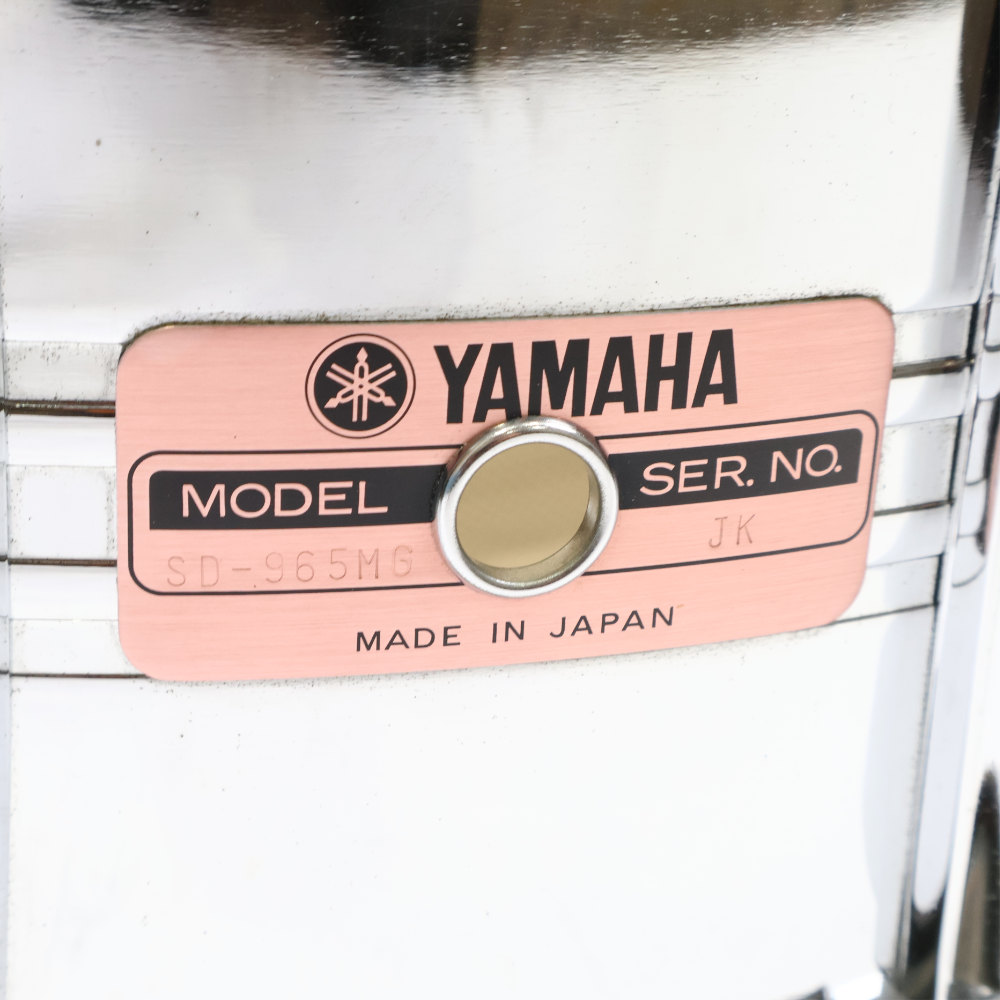 YAMAHA
MODEL SER. NO.
SD-965MG JK
MADE IN JAPAN